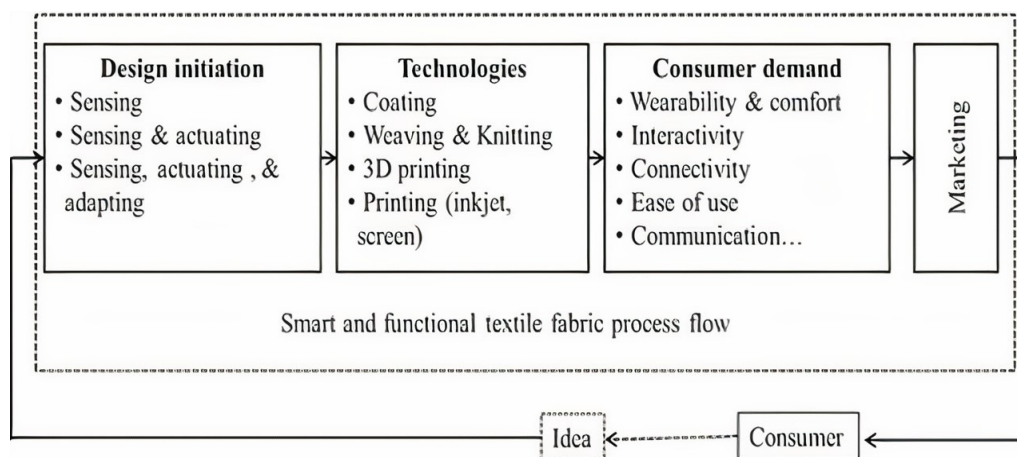 Design initiation
• Sensing
• Sensing & actuating
• Sensing, actuating , &
adapting
Technologies
• Coating
• Weaving & Knitting
• 3D printing
• Printing (inkjet,
screen)
Consumer demand
• Wearability & comfort
• Interactivity
• Connectivity
• Ease of use
• Communication…
Marketing
Smart and functional textile fabric process flow
Idea
Consumer